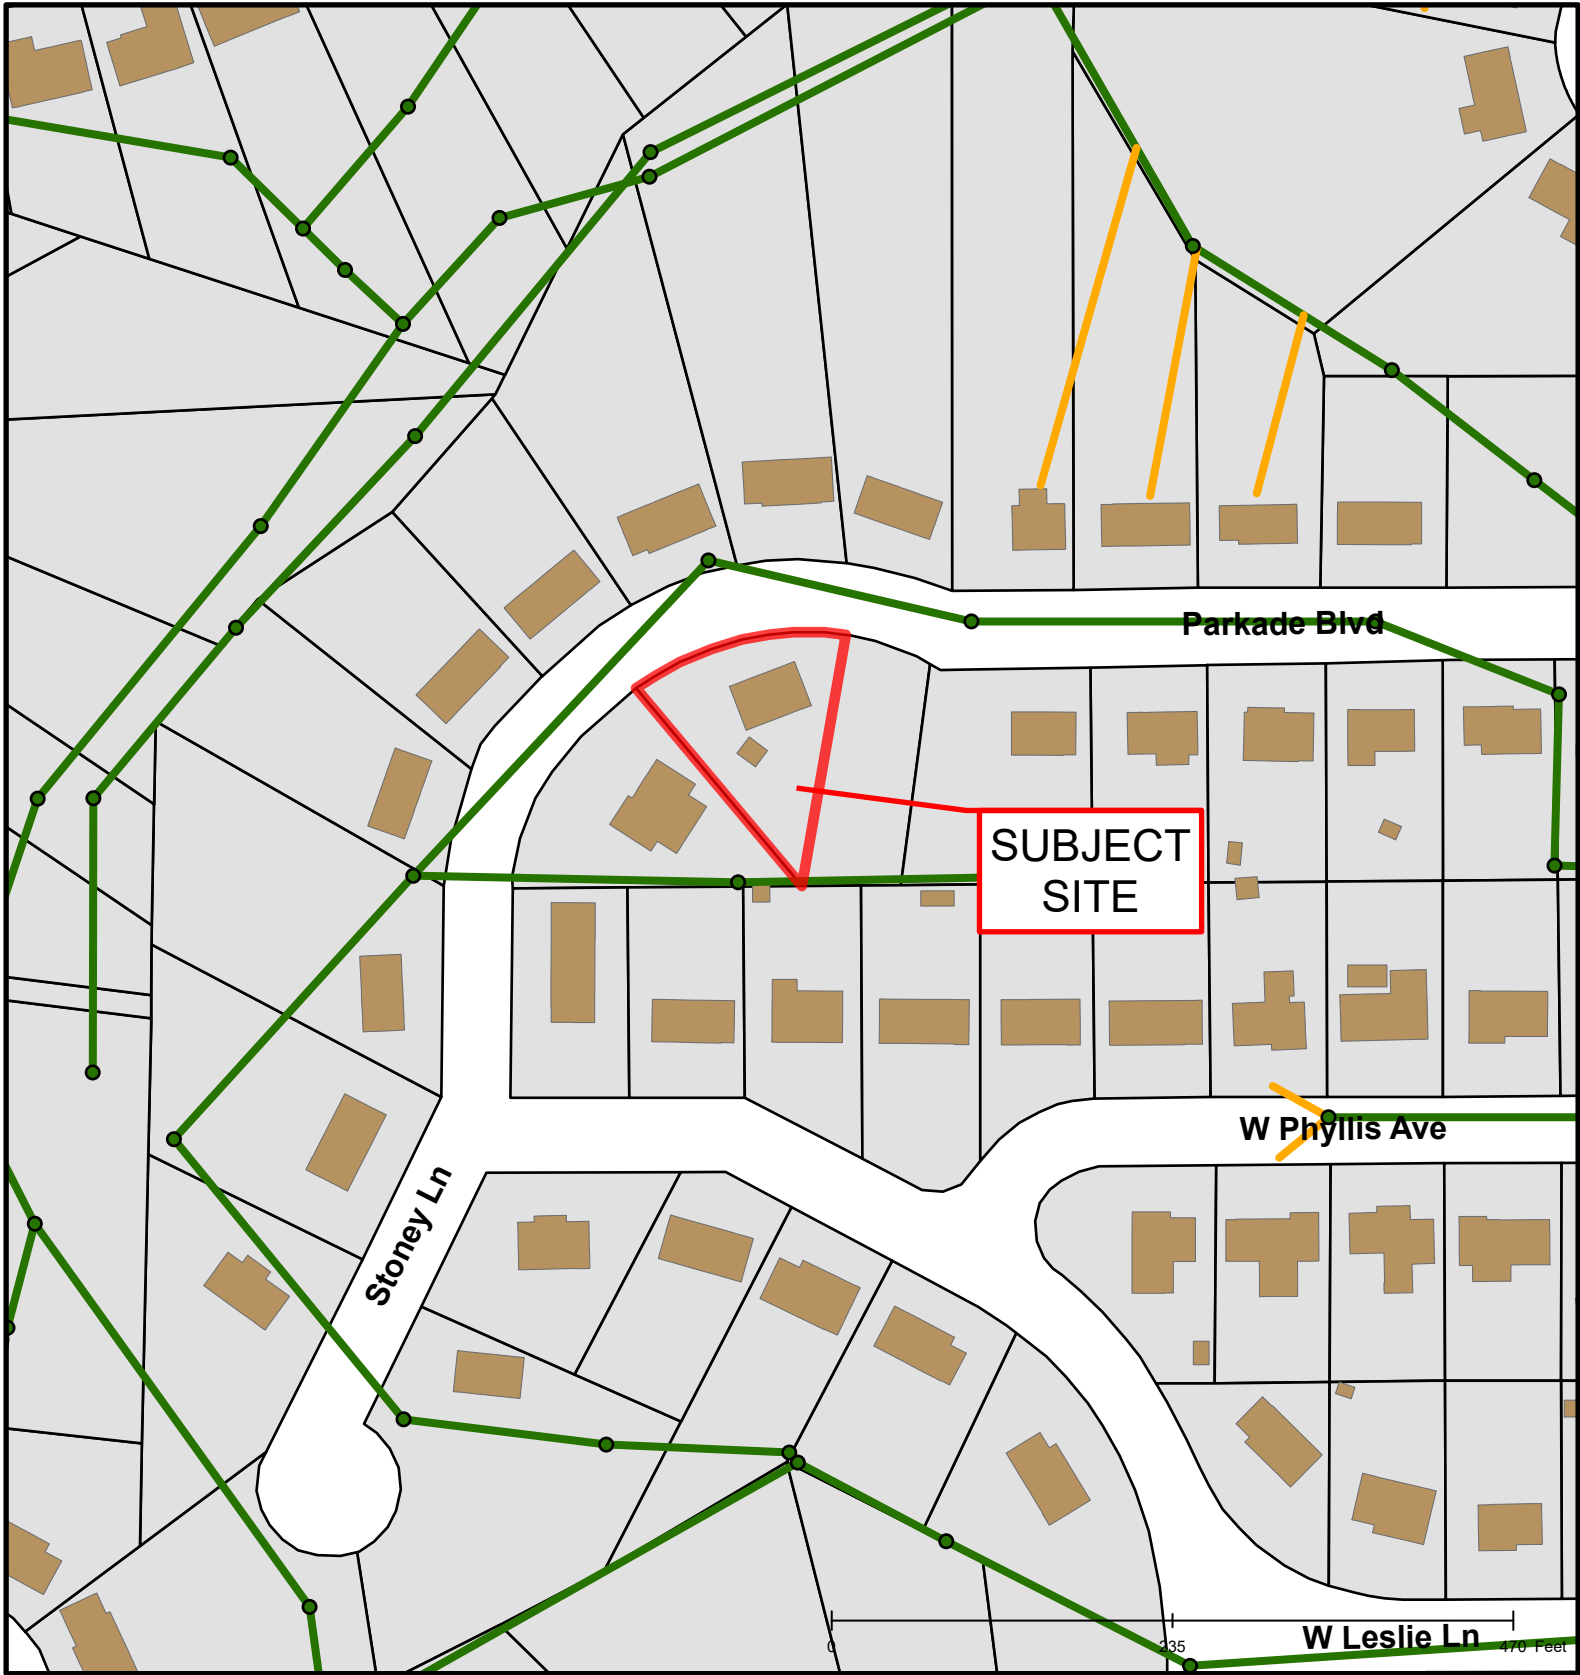 Parkade Blvd
SUBJECT
SITE
W Phyllis Ave
Stoney Ln
W Leslie Ln
0 235 470 Feet